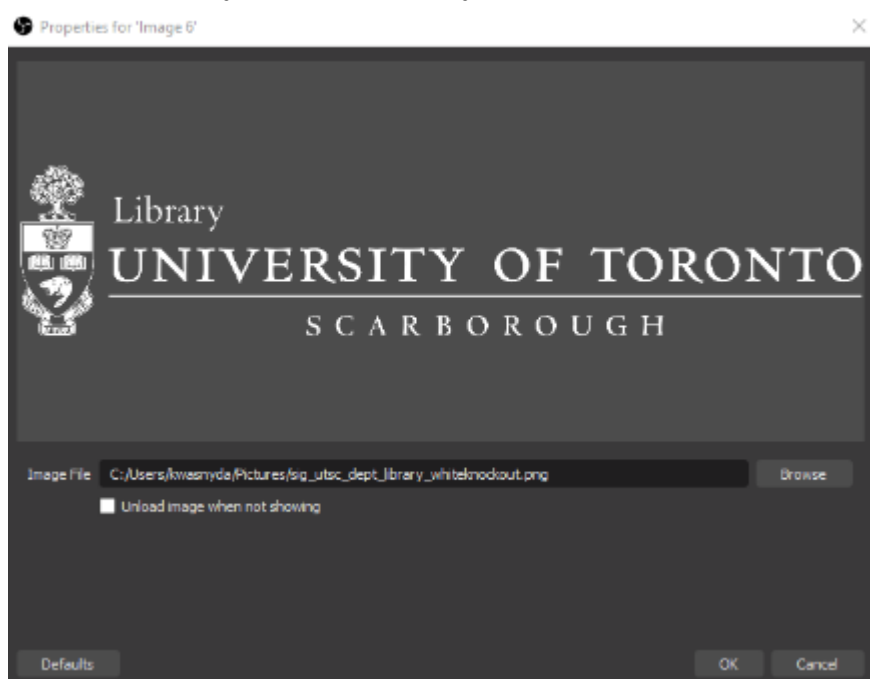 Properties for 'Image 6'
Library
UNIVERSITY OF TORONTO
SCARBOROUGH
Image File C:/Users/kwasnyda/Pictures/sig_utsc_dept_library_whiteknockout.png Browse
Unload image when not showing
Defaults OK Cancel